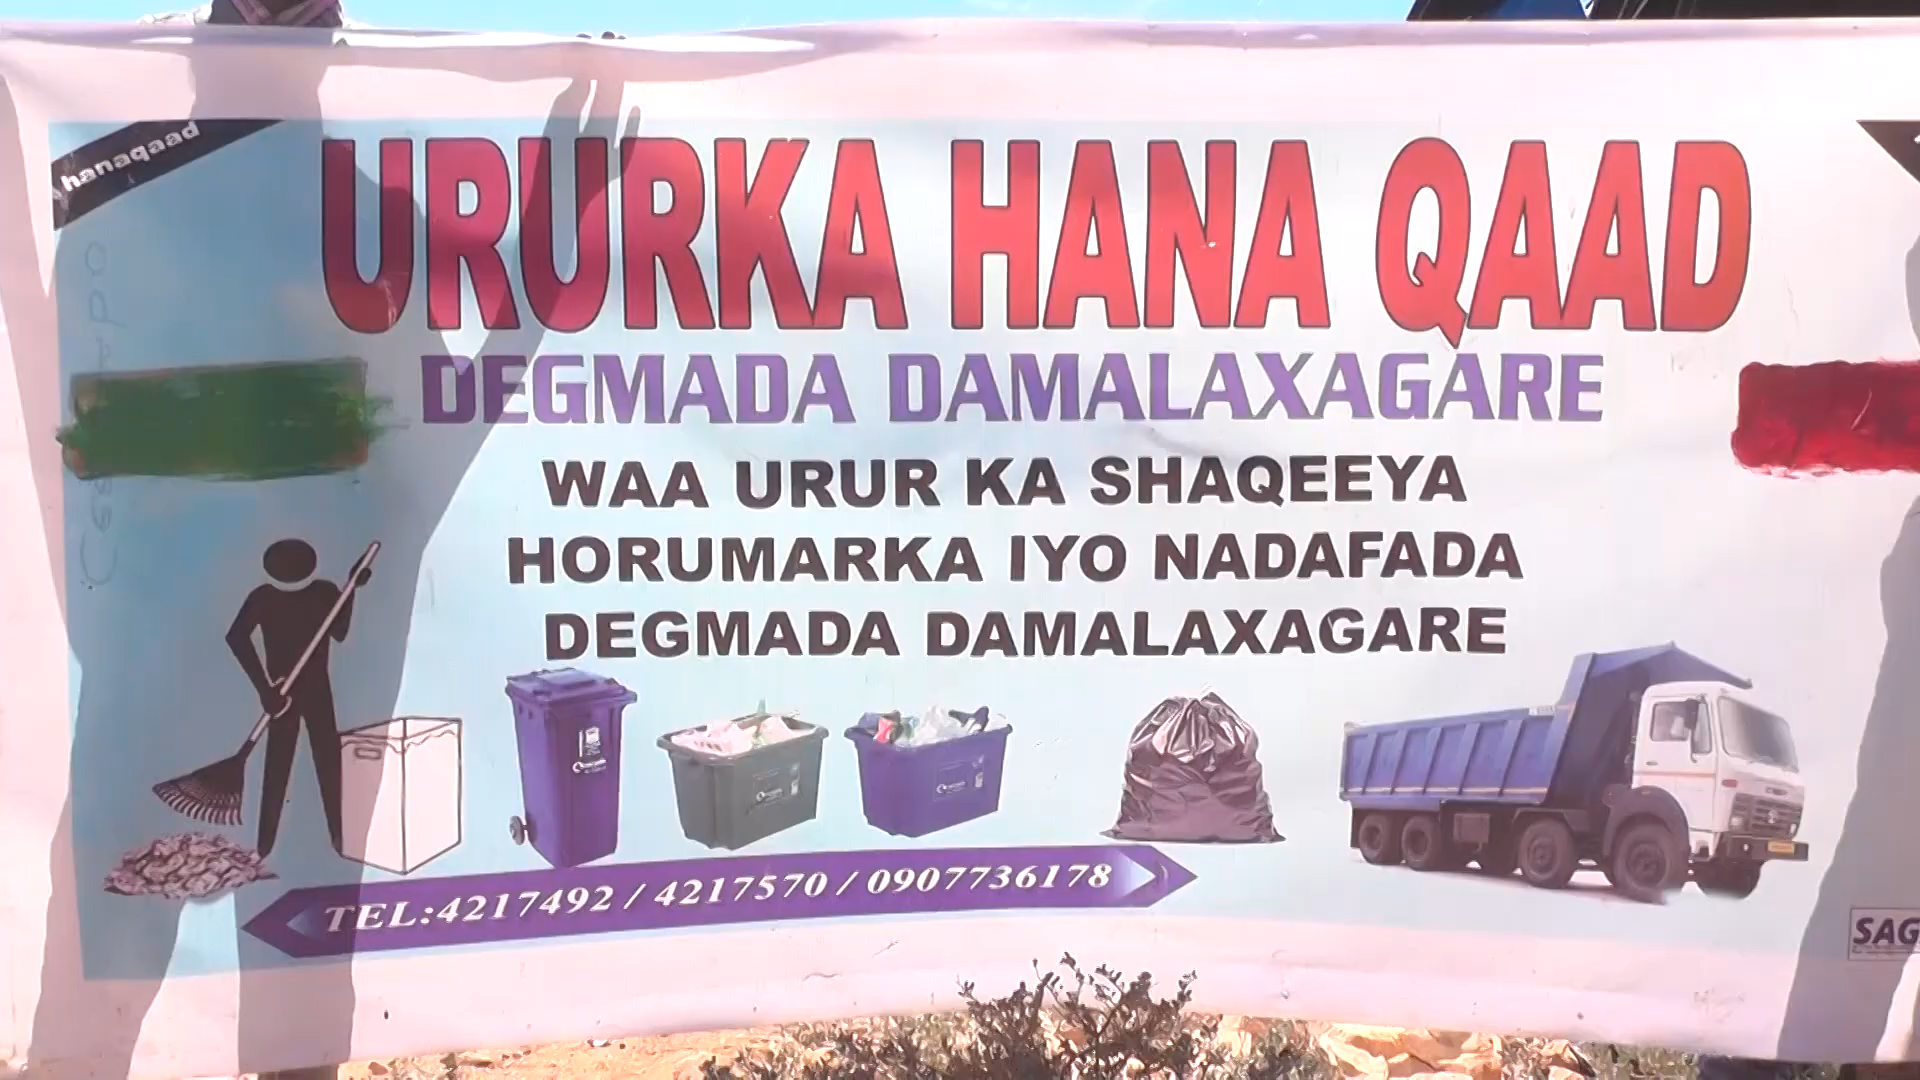 hanaqaad
URURKA HANA QAAD
DEGMADA DAMALAXAGARE
WAA URUR KA SHAQEEYA
HORUMARKA IYO NADAFADA
DEGMADA DAMALAXAGARE
TEL:4217492 / 4217570 / 0907736178
SAG